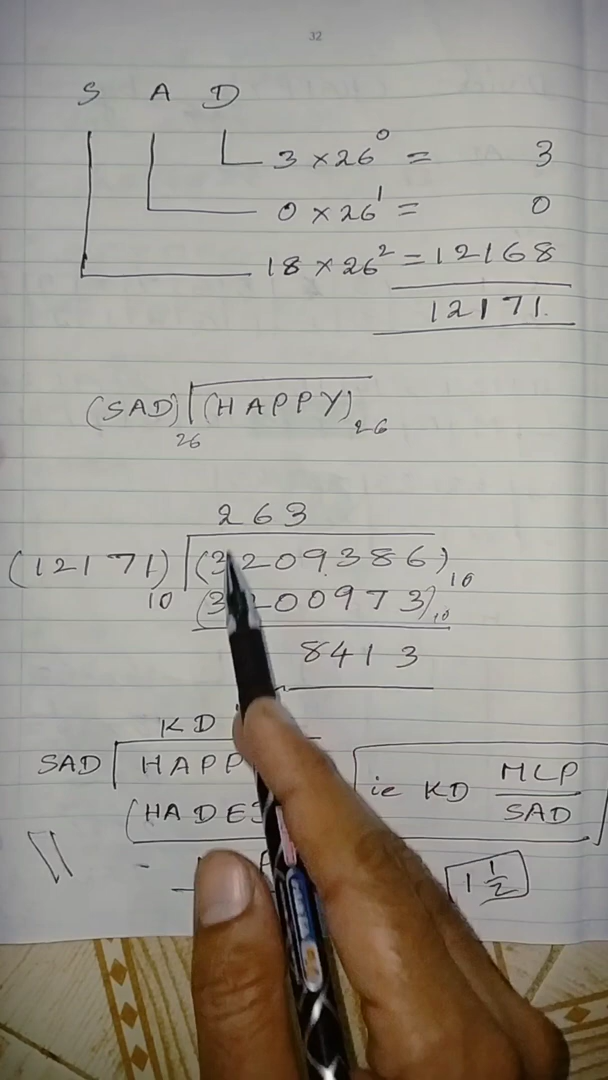 32
S A D
3 × 26⁰ = 3
0 × 26¹ = 0
18 × 26² = 12168
12171.
(SAD)₂₆ (HAPPY)₂₆
263
(12171)₁₀ (3209386)₁₀
(3200973)₁₀
8413
KD
SAD HAPP
(HADES
ie KD MLP/SAD
1 1/2